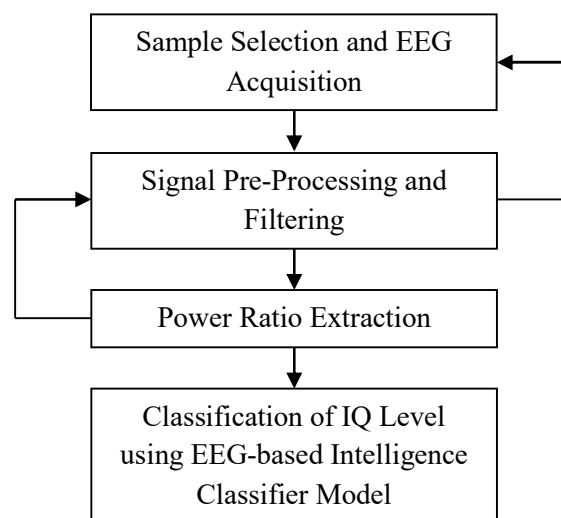 Sample Selection and EEG
Acquisition
Signal Pre-Processing and
Filtering
Power Ratio Extraction
Classification of IQ Level
using EEG-based Intelligence
Classifier Model